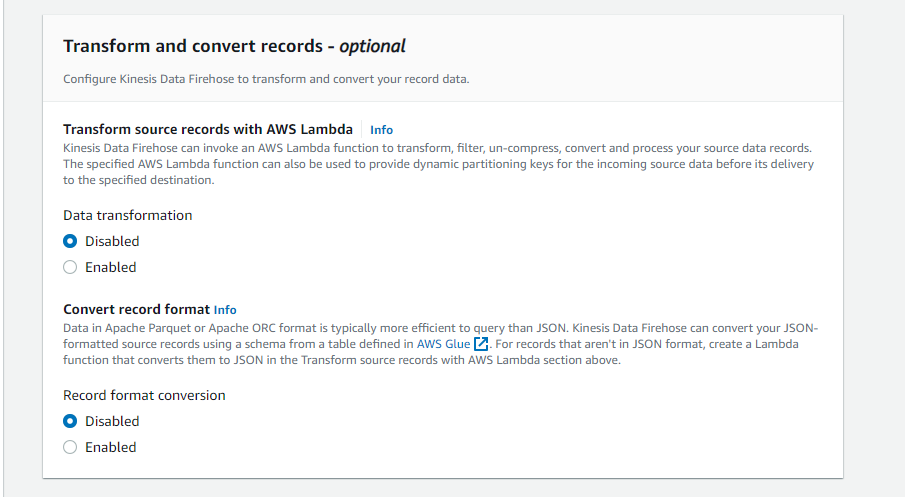 Transform and convert records - optional
Configure Kinesis Data Firehose to transform and convert your record data.
Transform source records with AWS Lambda Info
Kinesis Data Firehose can invoke an AWS Lambda function to transform, filter, un-compress, convert and process your source data records.
The specified AWS Lambda function can also be used to provide dynamic partitioning keys for the incoming source data before its delivery
to the specified destination.
Data transformation
Disabled
Enabled
Convert record format Info
Data in Apache Parquet or Apache ORC format is typically more efficient to query than JSON. Kinesis Data Firehose can convert your JSON-
formatted source records using a schema from a table defined in AWS Glue. For records that aren't in JSON format, create a Lambda
function that converts them to JSON in the Transform source records with AWS Lambda section above.
Record format conversion
Disabled
Enabled